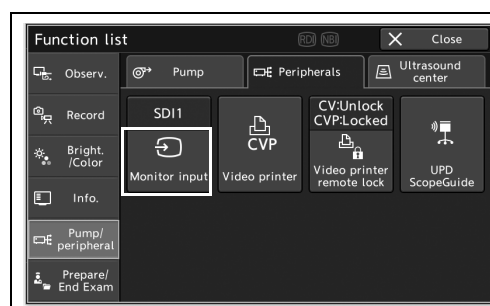 Function list
RDI NBI
X Close
Observ.
Pump
Peripherals
Ultrasound
center
Record
SDI1
CV:Unlock
CVP:Locked
CVP
Bright.
/Color
Monitor input
Video printer
Video printer
remote lock
UPD
ScopeGuide
Info.
Pump/
peripheral
Prepare/
End Exam